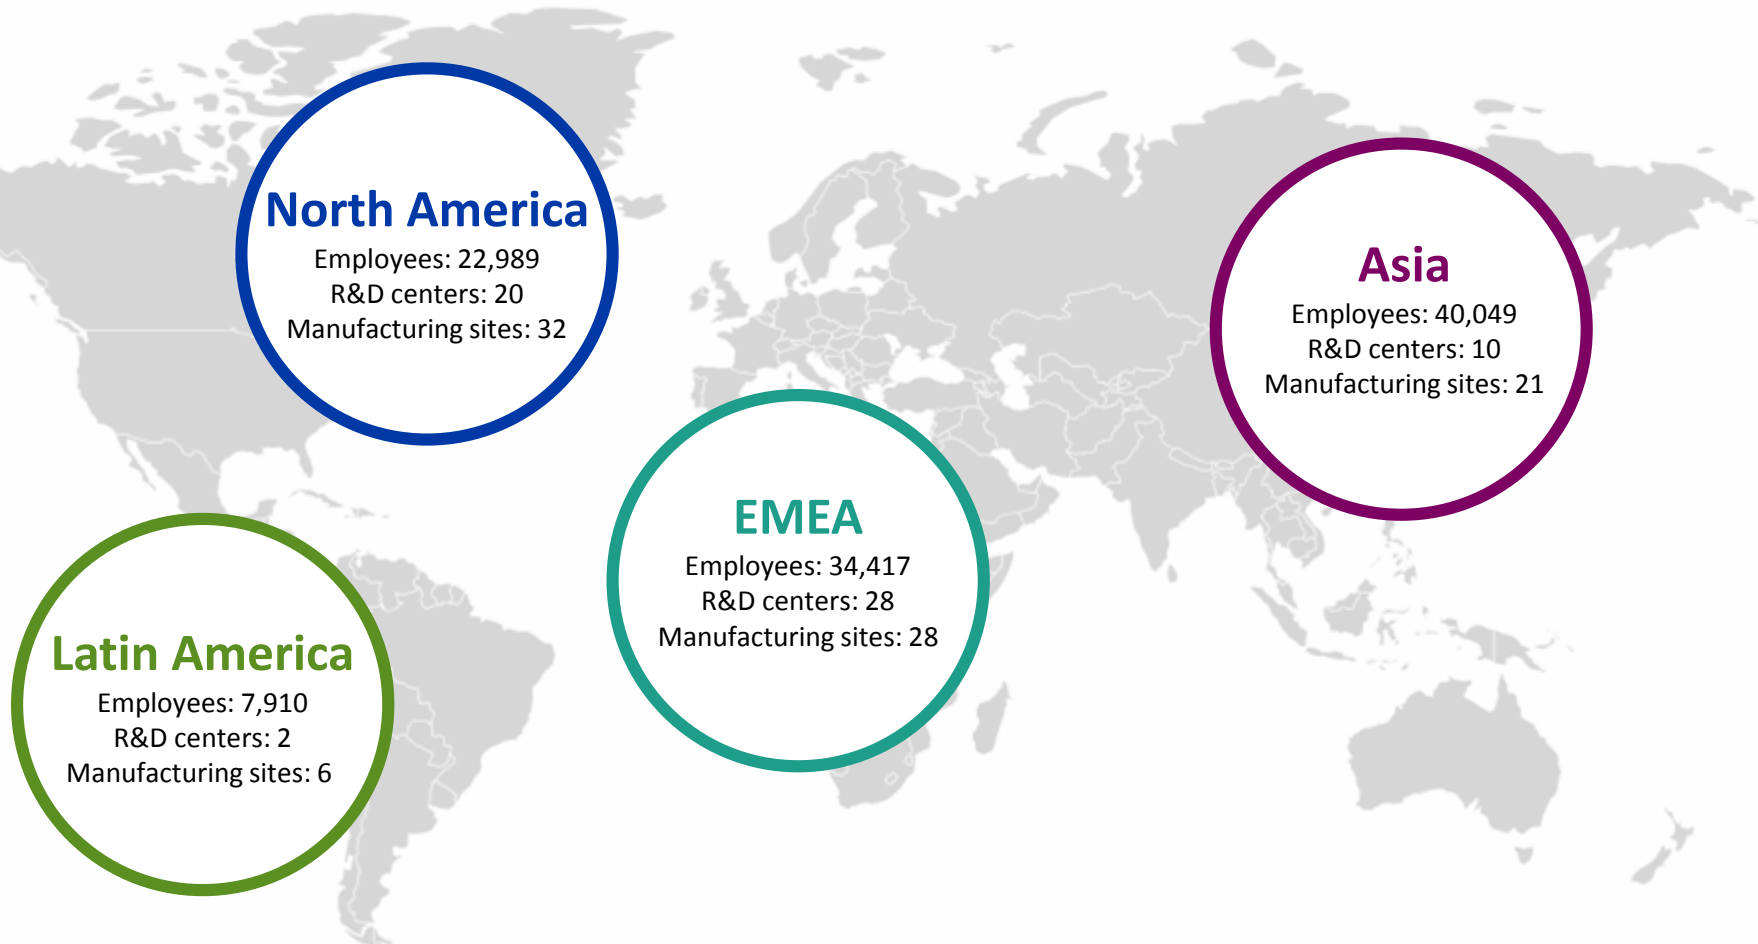 North America
Employees: 22,989
R&D centers: 20
Manufacturing sites: 32
Asia
Employees: 40,049
R&D centers: 10
Manufacturing sites: 21
EMEA
Employees: 34,417
R&D centers: 28
Manufacturing sites: 28
Latin America
Employees: 7,910
R&D centers: 2
Manufacturing sites: 6